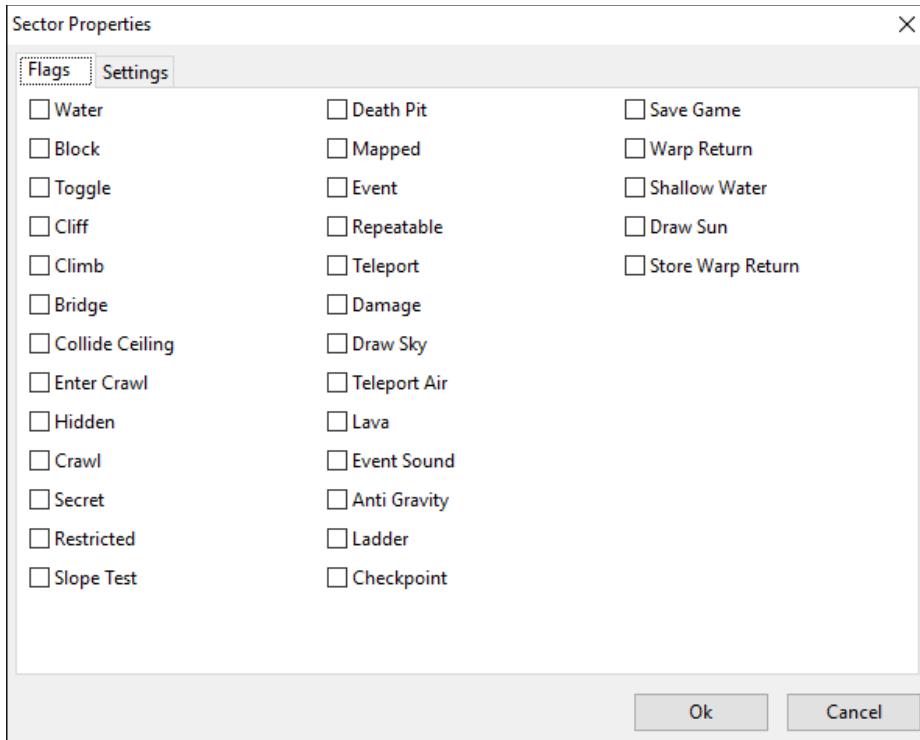 Sector Properties
Flags
Settings
Water
Block
Toggle
Cliff
Climb
Bridge
Collide Ceiling
Enter Crawl
Hidden
Crawl
Secret
Restricted
Slope Test
Death Pit
Mapped
Event
Repeatable
Teleport
Damage
Draw Sky
Teleport Air
Lava
Event Sound
Anti Gravity
Ladder
Checkpoint
Save Game
Warp Return
Shallow Water
Draw Sun
Store Warp Return
Ok
Cancel